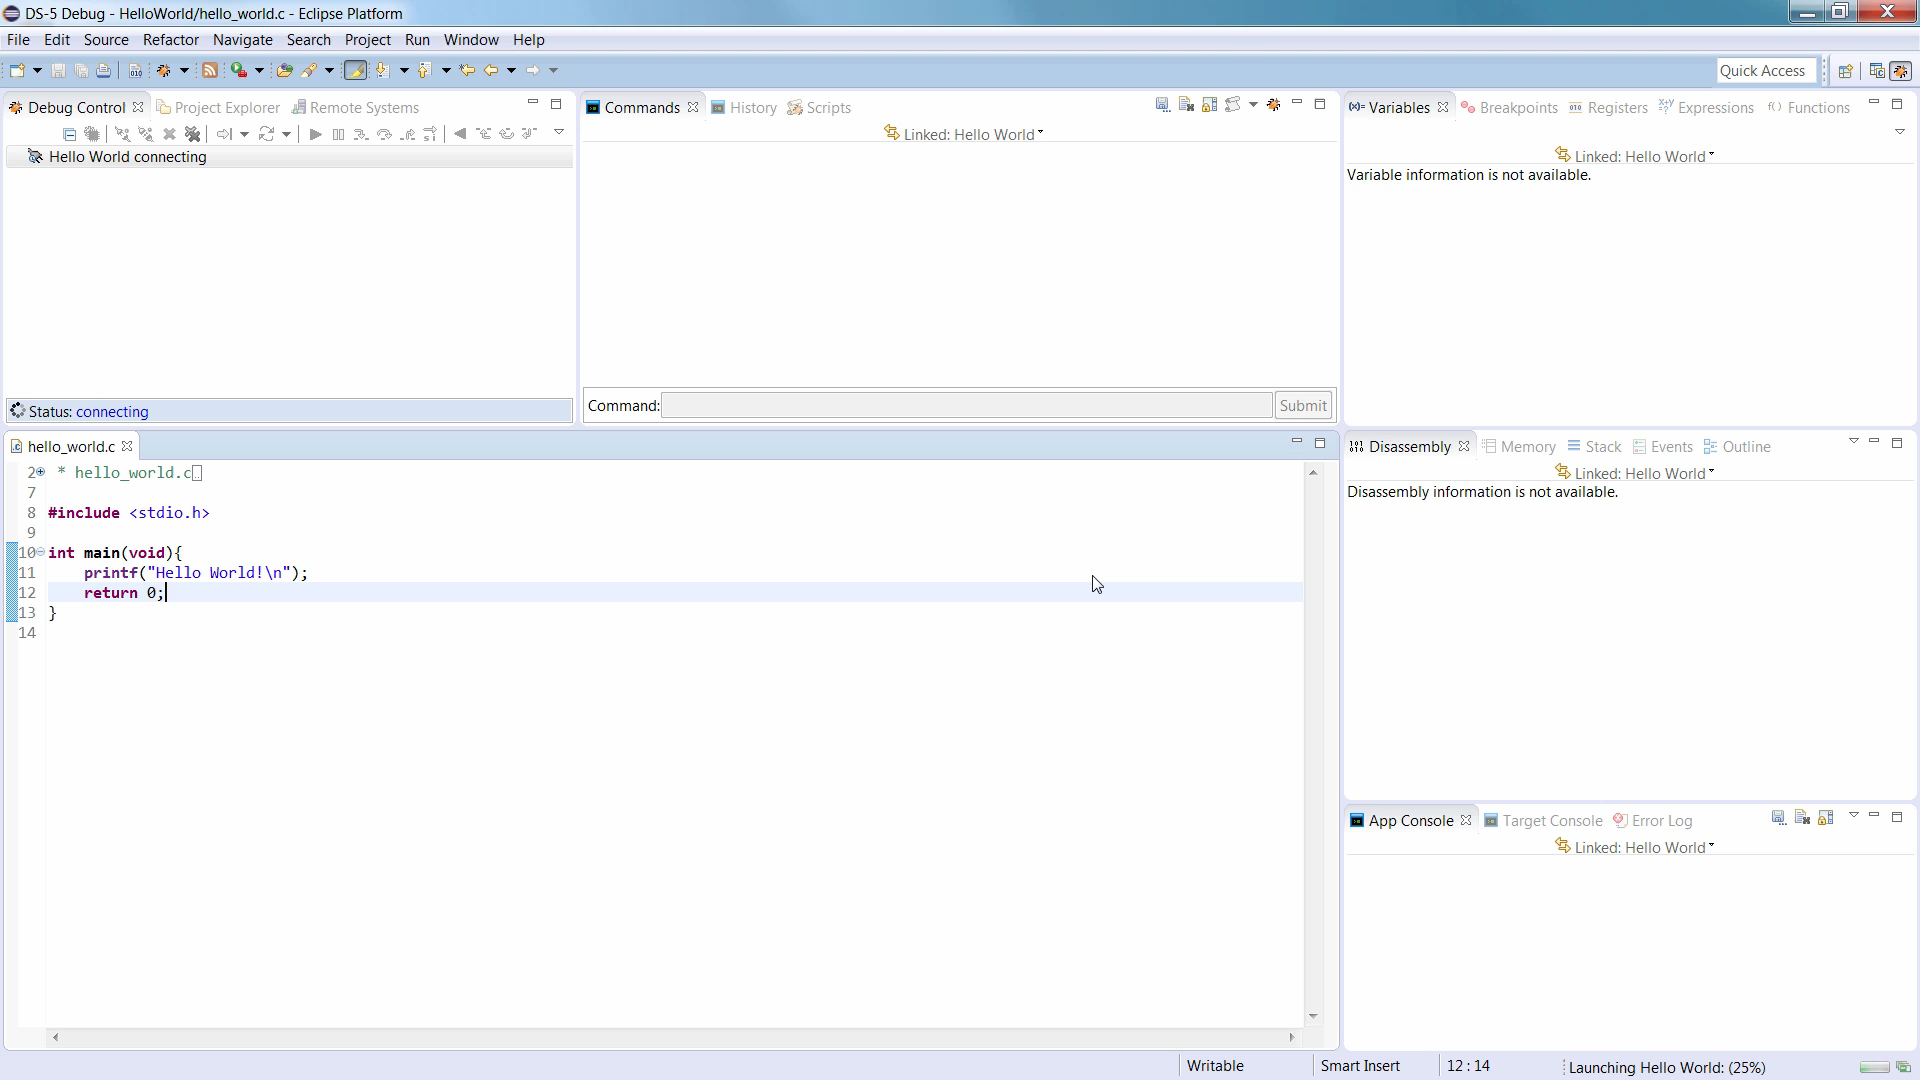 DS-5 Debug - HelloWorld/hello_world.c - Eclipse Platform
File Edit Source Refactor Navigate Search Project Run Window Help
Quick Access
Debug Control Project Explorer Remote Systems
Hello World connecting
Status: connecting
Commands History Scripts
Linked: Hello World
Command: Submit
Variables Breakpoints Registers Expressions Functions
Linked: Hello World
Variable information is not available.
hello_world.c
2 * hello_world.c
7
8 #include <stdio.h>
9
10 int main(void){
11 printf("Hello World!\n");
12 return 0;
13 }
14
Disassembly Memory Stack Events Outline
Linked: Hello World
Disassembly information is not available.
App Console Target Console Error Log
Linked: Hello World
Writable Smart Insert 12 : 14 Launching Hello World: (25%)